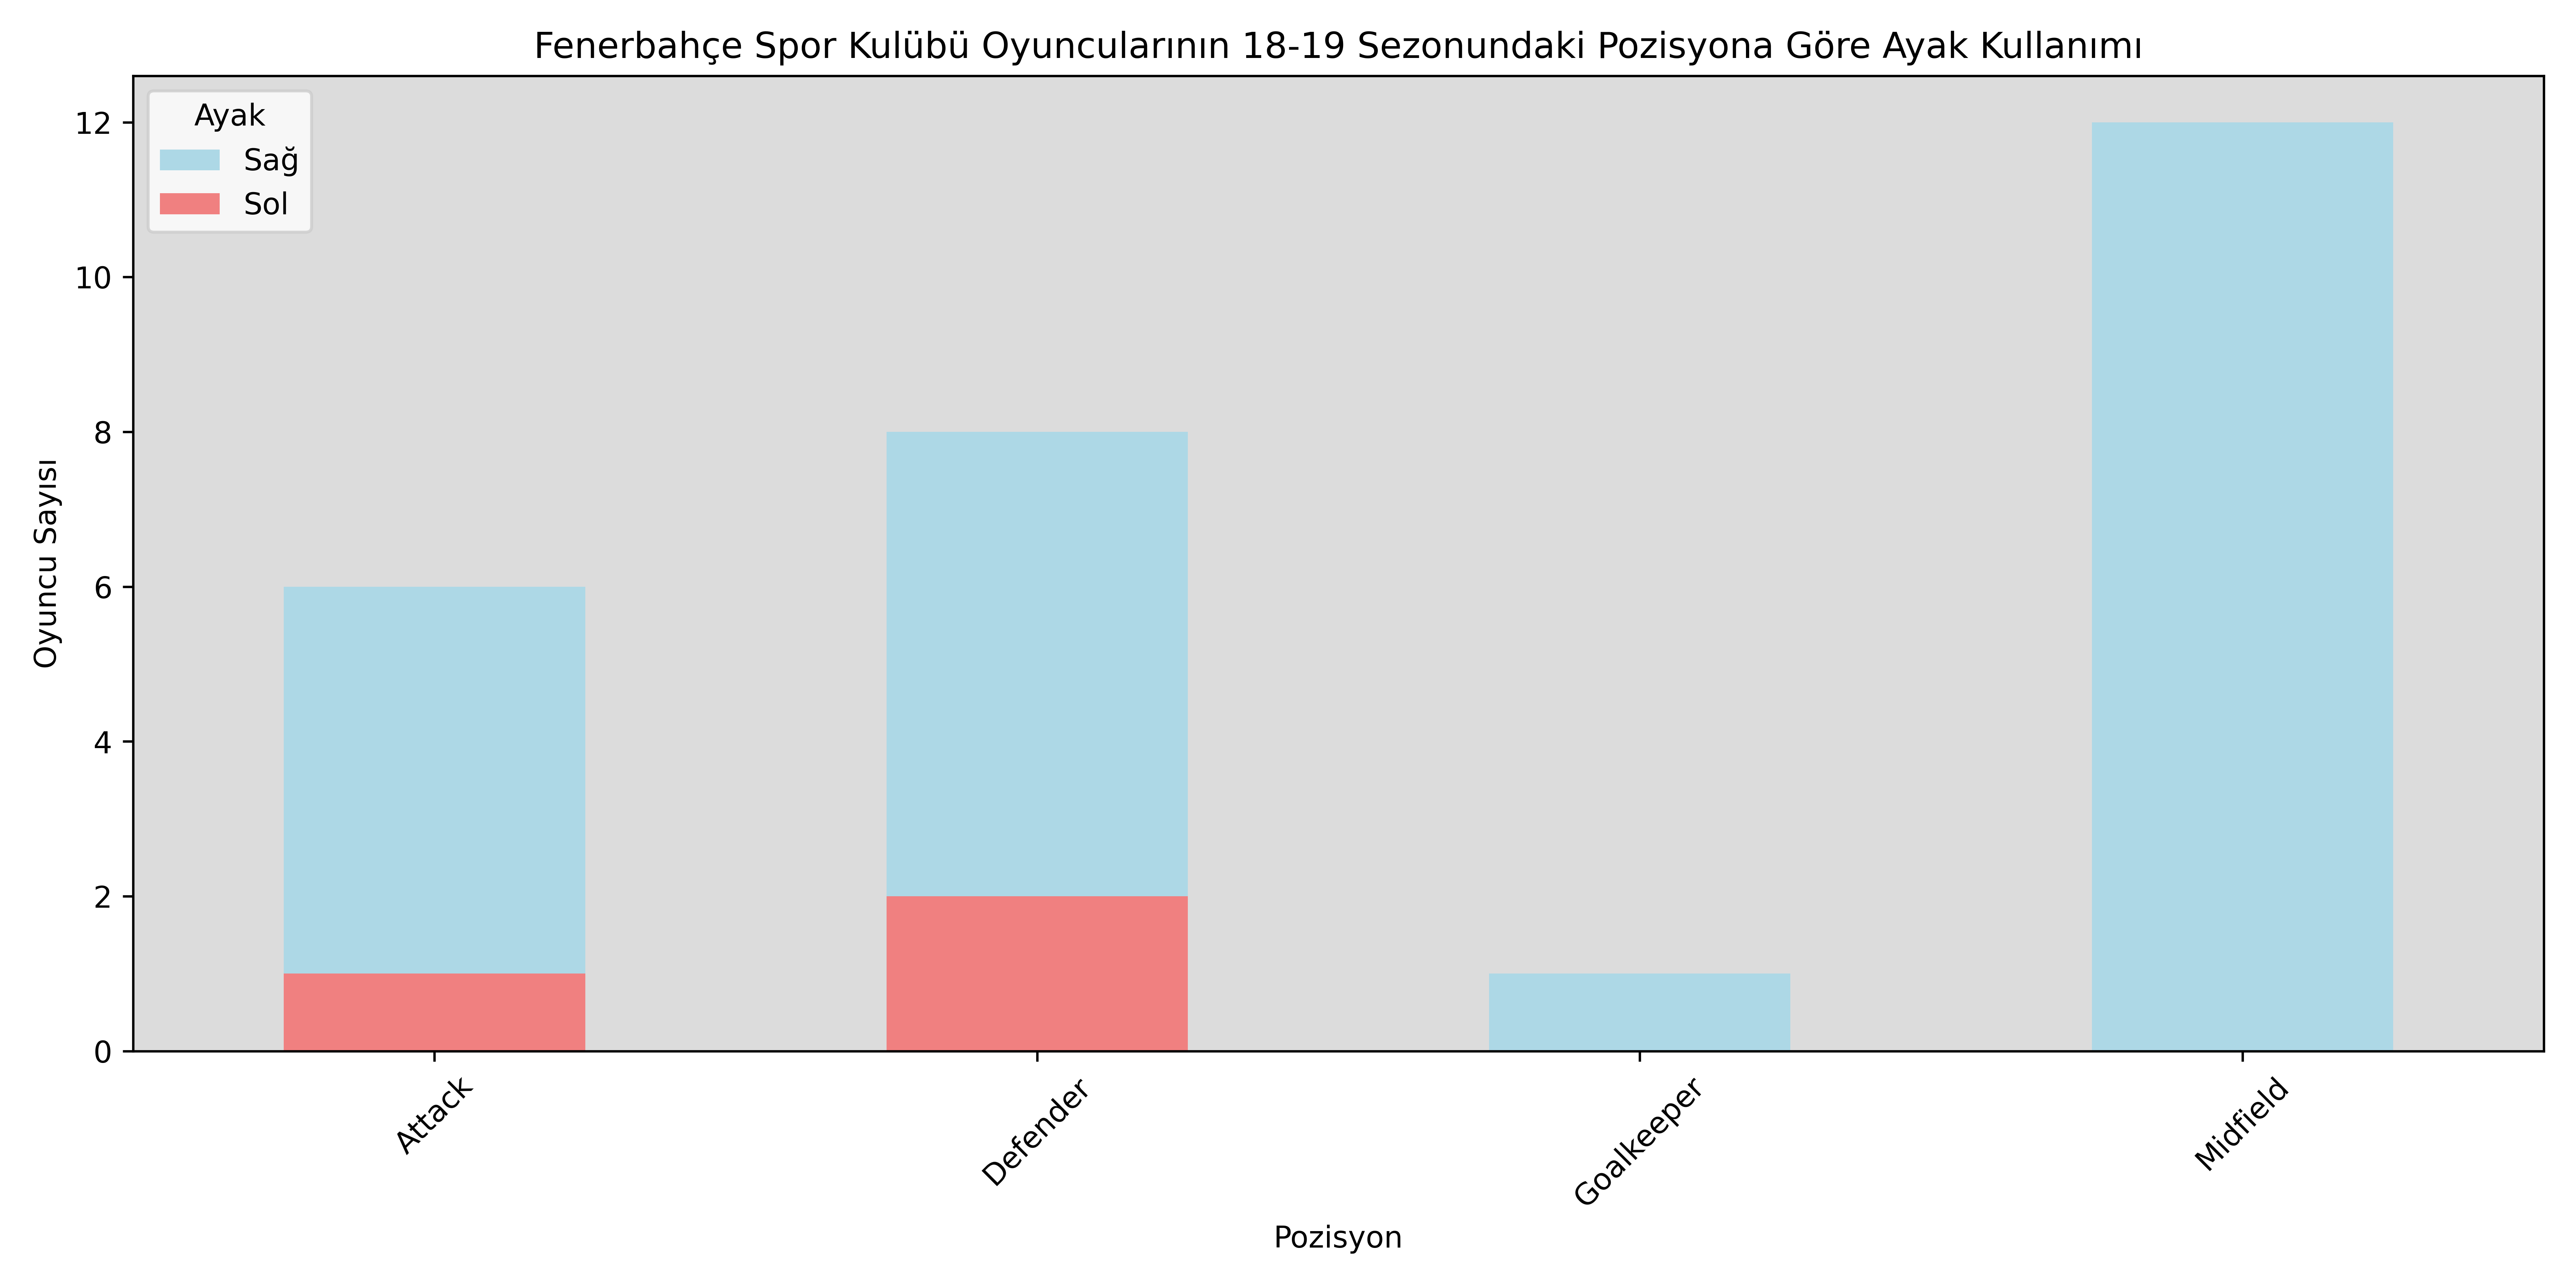 Fenerbahçe Spor Kulübü Oyuncularının 18-19 Sezonundaki Pozisyona Göre Ayak Kullanımı
Ayak
Sağ
Sol
12
10
8
6
4
2
0
Oyuncu Sayısı
Attack
Defender
Goalkeeper
Midfield
Pozisyon